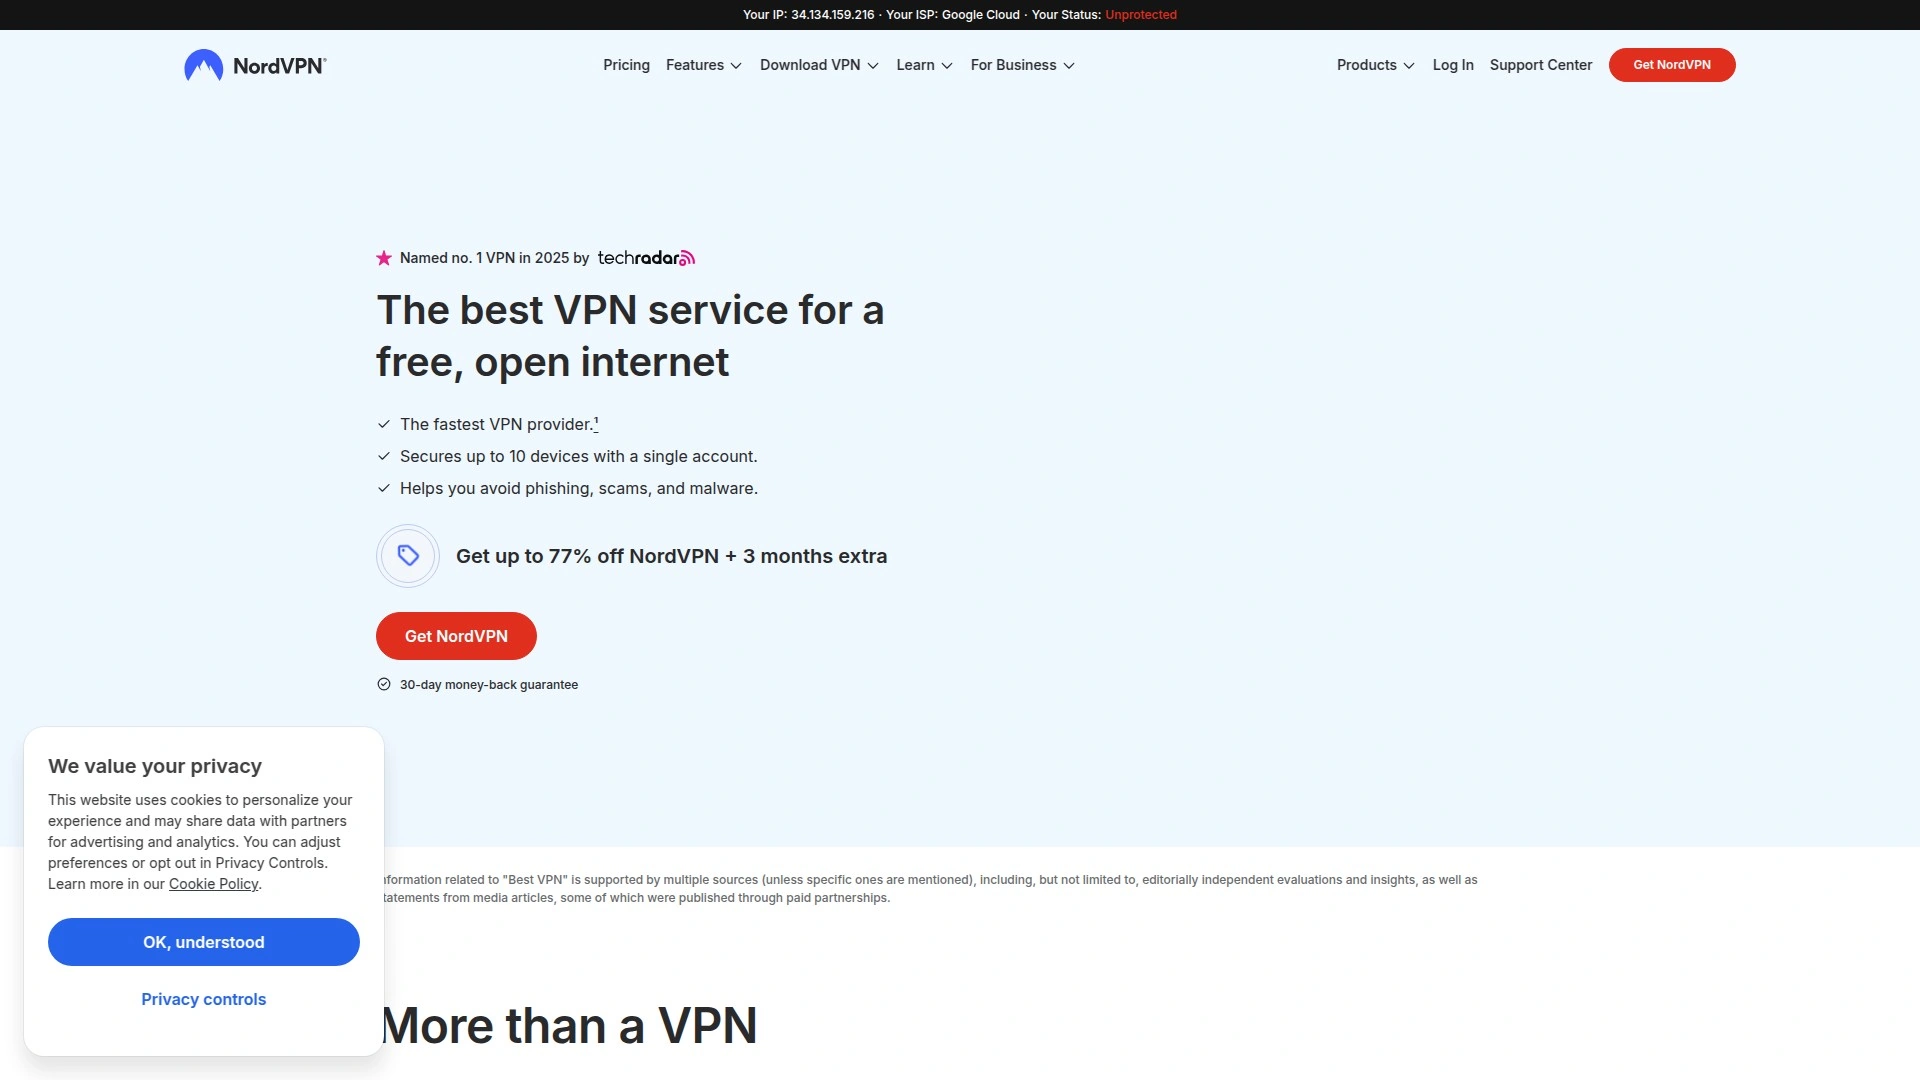 Your IP: 34.134.159.216 · Your ISP: Google Cloud · Your Status: Unprotected
NordVPN®
Pricing Features Download VPN Learn For Business
Products Log In Support Center Get NordVPN
Named no. 1 VPN in 2025 by techradar
The best VPN service for a
free, open internet
The fastest VPN provider.¹
Secures up to 10 devices with a single account.
Helps you avoid phishing, scams, and malware.
Get up to 77% off NordVPN + 3 months extra
Get NordVPN
30-day money-back guarantee
We value your privacy
This website uses cookies to personalize your
experience and may share data with partners
for advertising and analytics. You can adjust
preferences or opt out in Privacy Controls.
Learn more in our Cookie Policy.
OK, understood
Privacy controls
nformation related to "Best VPN" is supported by multiple sources (unless specific ones are mentioned), including, but not limited to, editorially independent evaluations and insights, as well as
tatements from media articles, some of which were published through paid partnerships.
More than a VPN